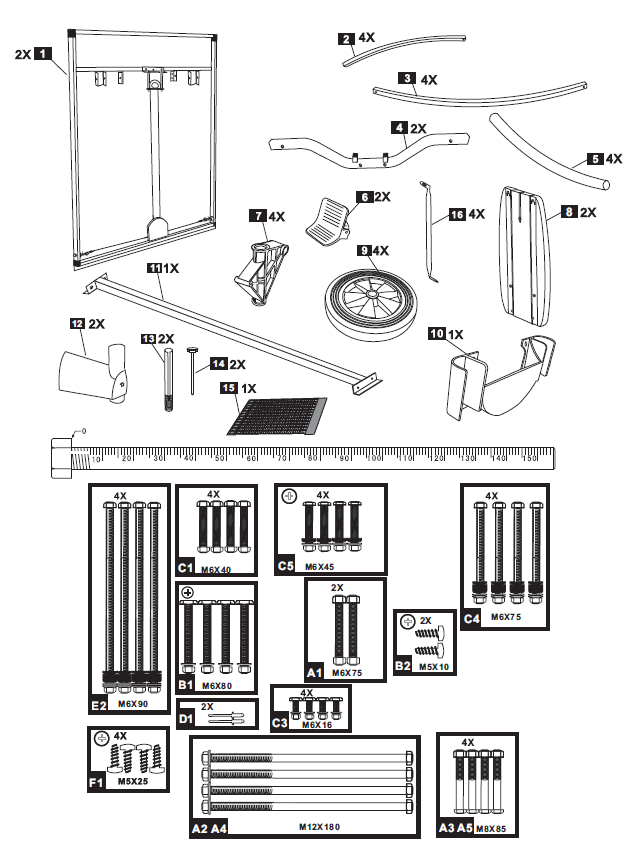 2X 1
2 4X
3 4X
4 2X
5 4X
6 2X
7 4X
16 4X
8 2X
9 4X
11 1X
10 1X
12 2X
13 2X
14 2X
15 1X
0
10 20 30 40 50 60 70 80 90 100 110 120 130 140 150
4X
E2 M6X90
4X
C1 M6X40
4X
C5 M6X45
4X
C4 M6X75
B1 M6X80
2X
A1 M6X75
2X
B2 M5X10
2X
D1
4X
C3 M6X16
4X
F1 M5X25
A2 A4 M12X180
4X
A3 A5 M8X85